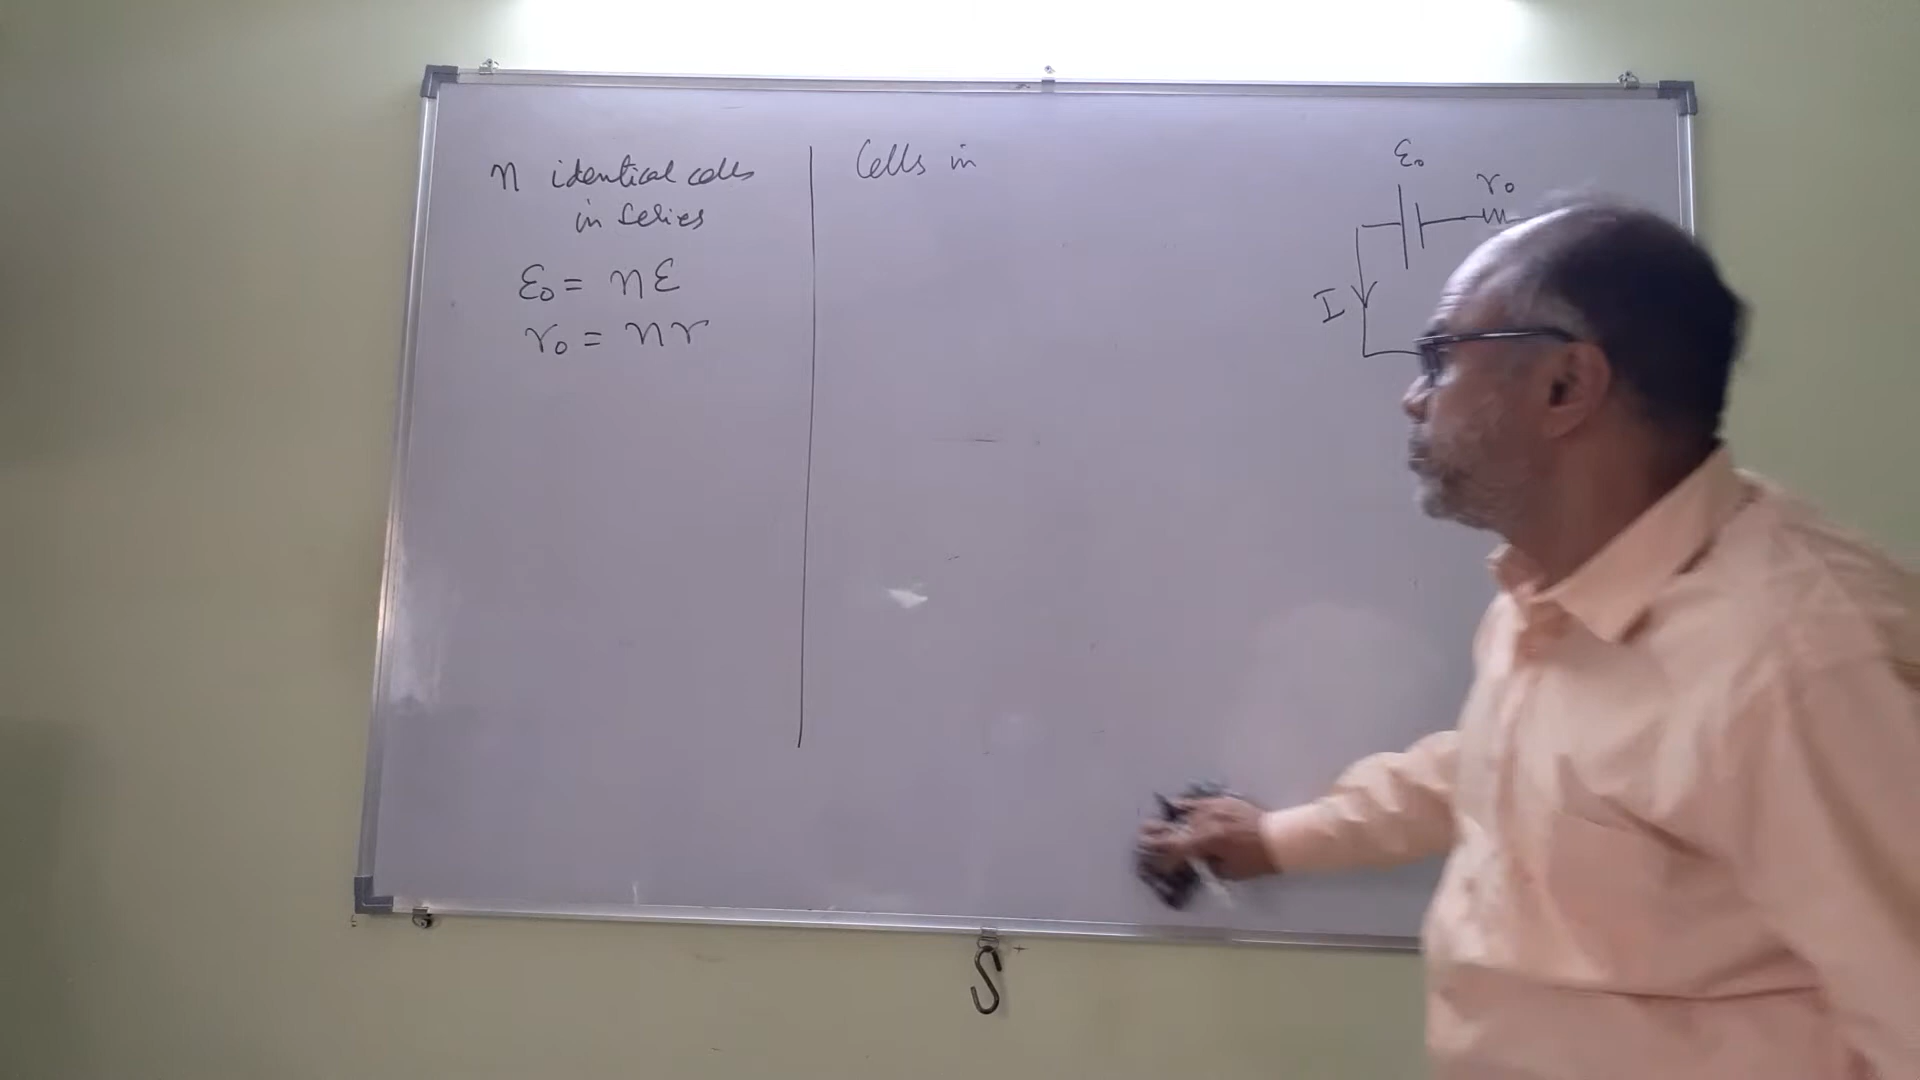 n identical cells
in series
ε₀ = nε
r₀ = nr
Cells in
ε₀
r₀
I